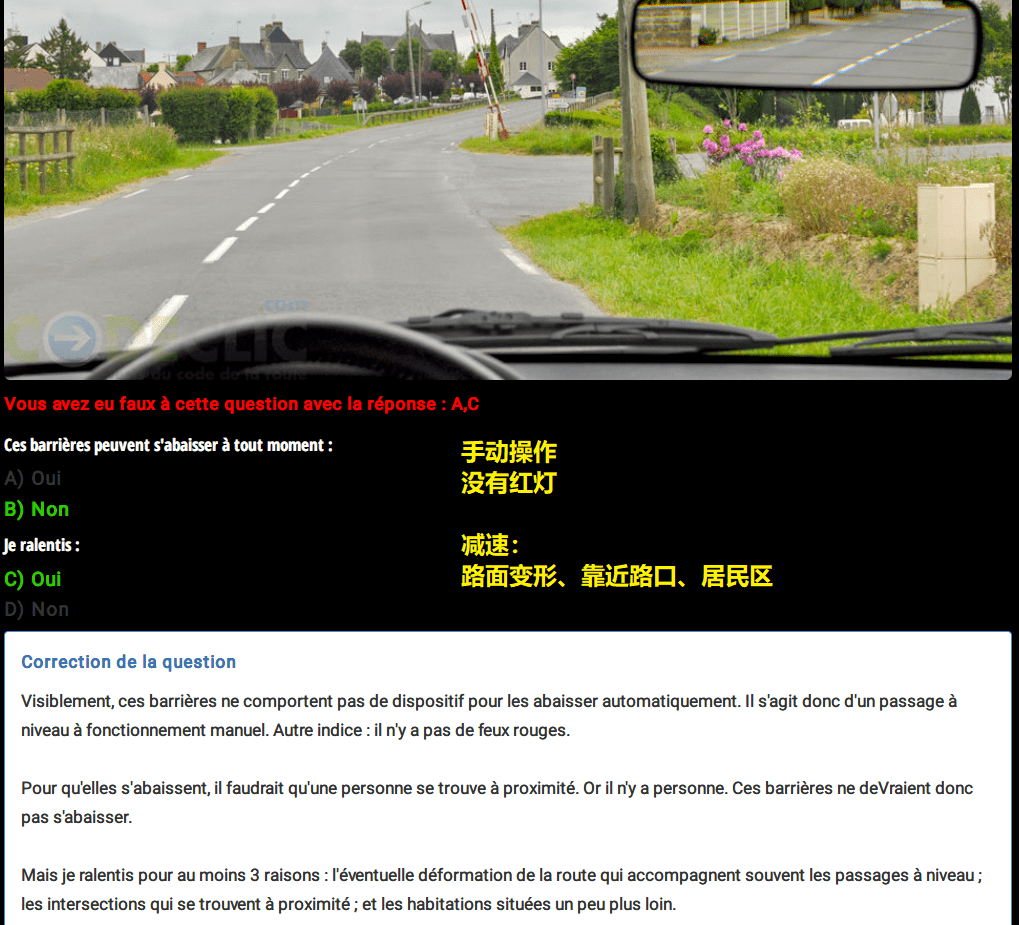 .com
CODECLIC
du code de la route
Vous avez eu faux à cette question avec la réponse : A,C
Ces barrières peuvent s'abaisser à tout moment :
手动操作
A) Oui
没有红灯
B) Non
Je ralentis :
减速：
C) Oui
路面变形、靠近路口、居民区
D) Non
Correction de la question
Visiblement, ces barrières ne comportent pas de dispositif pour les abaisser automatiquement. Il s'agit donc d'un passage à
niveau à fonctionnement manuel. Autre indice : il n'y a pas de feux rouges.
Pour qu'elles s'abaissent, il faudrait qu'une personne se trouve à proximité. Or il n'y a personne. Ces barrières ne deVraient donc
pas s'abaisser.
Mais je ralentis pour au moins 3 raisons : l'éventuelle déformation de la route qui accompagnent souvent les passages à niveau ;
les intersections qui se trouvent à proximité ; et les habitations situées un peu plus loin.